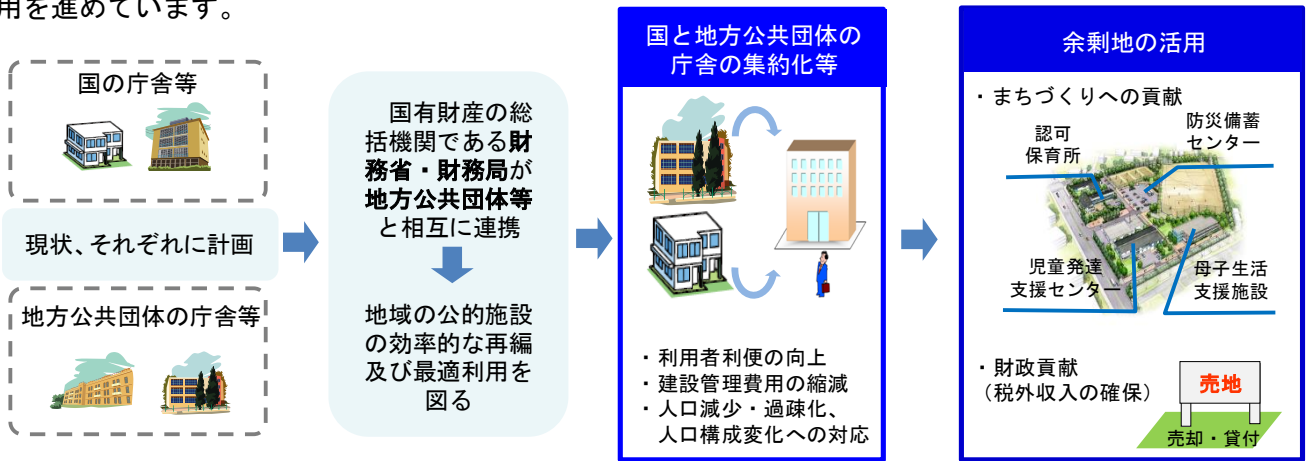 用を進めています。
国の庁舎等
現状、それぞれに計画
地方公共団体の庁舎等
国有財産の総
括機関である財
務省・財務局が
地方公共団体等
と相互に連携
地域の公的施設
の効率的な再編
及び最適利用を
図る
国と地方公共団体の
庁舎の集約化等
・利用者利便の向上
・建設管理費用の縮減
・人口減少・過疎化、
人口構成変化への対応
余剰地の活用
・まちづくりへの貢献
認可
保育所
防災備蓄
センター
児童発達
支援センター
母子生活
支援施設
・財政貢献
（税外収入の確保）
売地
売却・貸付